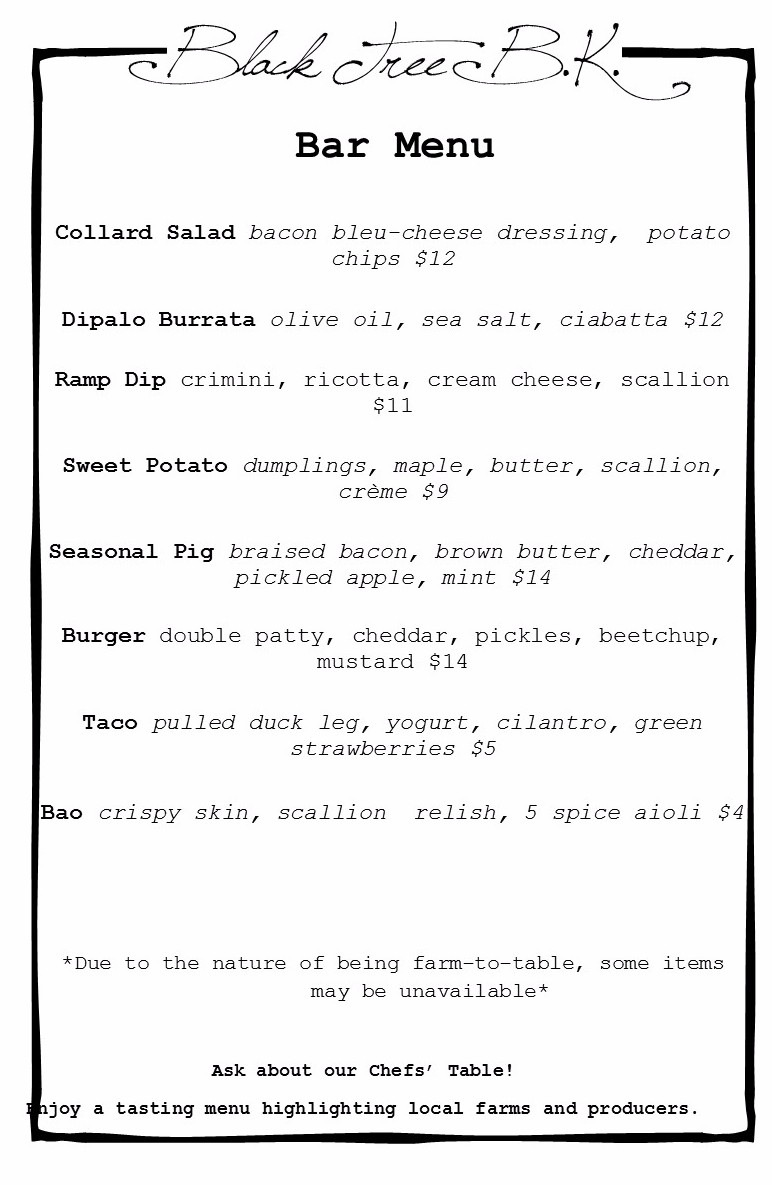 Black Tree B.K.
Bar Menu
Collard Salad bacon bleu-cheese dressing, potato
chips $12
Dipalo Burrata olive oil, sea salt, ciabatta $12
Ramp Dip crimini, ricotta, cream cheese, scallion
$11
Sweet Potato dumplings, maple, butter, scallion,
crème $9
Seasonal Pig braised bacon, brown butter, cheddar,
pickled apple, mint $14
Burger double patty, cheddar, pickles, beetchup,
mustard $14
Taco pulled duck leg, yogurt, cilantro, green
strawberries $5
Bao crispy skin, scallion relish, 5 spice aioli $4
*Due to the nature of being farm-to-table, some items
may be unavailable*
Ask about our Chefs’ Table!
Enjoy a tasting menu highlighting local farms and producers.